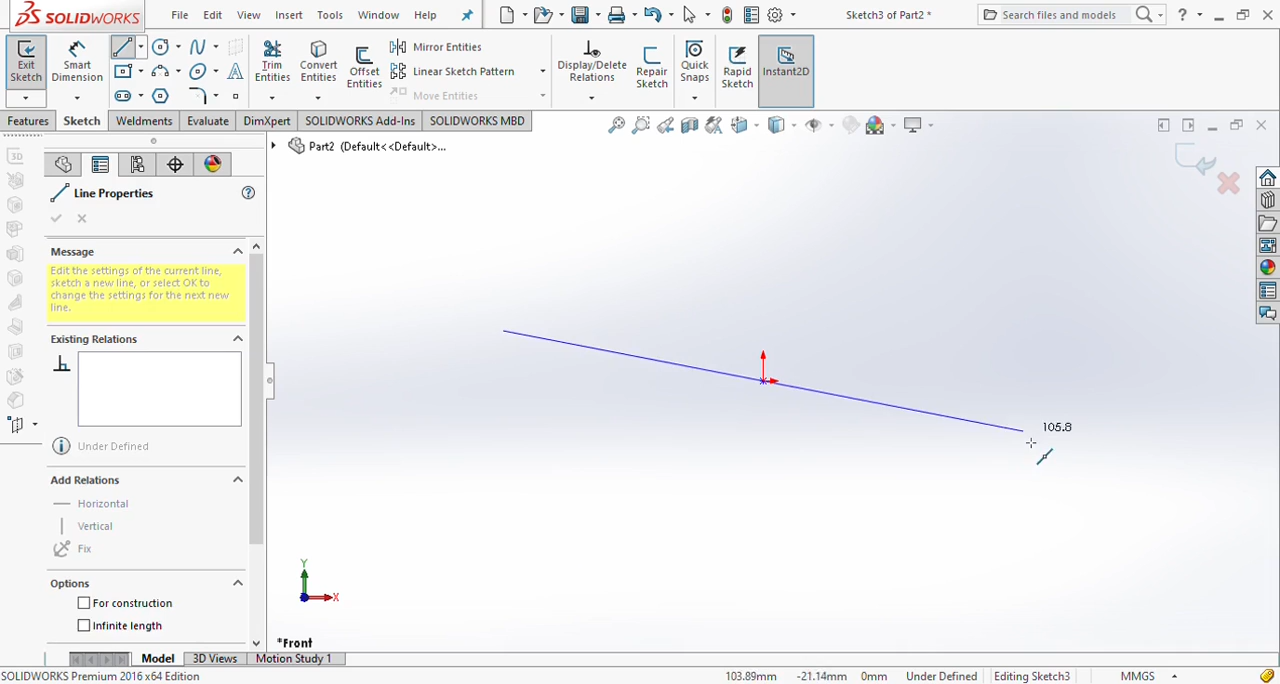 SOLIDWORKS
File Edit View Insert Tools Window Help
Sketch3 of Part2 *
Search files and models
?
Exit Sketch
Smart Dimension
Trim Entities
Convert Entities
Offset Entities
Mirror Entities
Linear Sketch Pattern
Move Entities
Display/Delete Relations
Repair Sketch
Quick Snaps
Rapid Sketch
Instant2D
Features Sketch Weldments Evaluate DimXpert SOLIDWORKS Add-Ins SOLIDWORKS MBD
3D
Part2 (Default<<Default>...
Line Properties
?
Message
Edit the settings of the current line,
sketch a new line, or select OK to
change the settings for the next new
line.
Existing Relations
Under Defined
Add Relations
Horizontal
Vertical
Fix
Options
For construction
Infinite length
105.8
Y
X
*Front
Model 3D Views Motion Study 1
SOLIDWORKS Premium 2016 x64 Edition
103.89mm -21.14mm 0mm Under Defined Editing Sketch3 MMGS